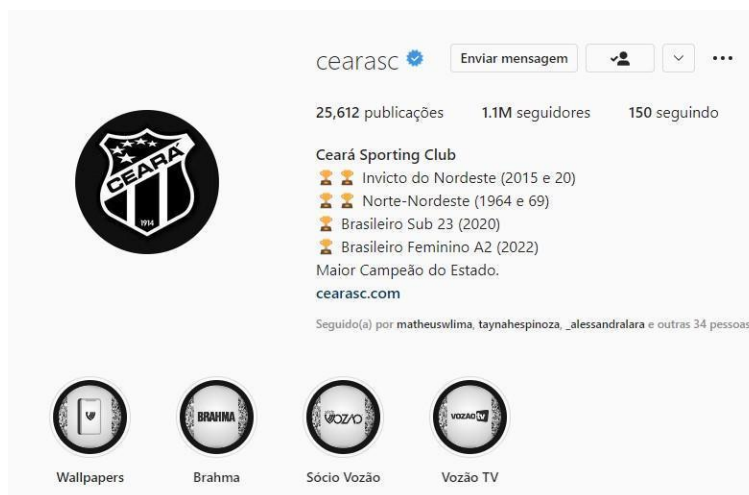 cearasc Enviar mensagem
25,612 publicações 1.1M seguidores 150 seguindo
CEARÁ
1914
Ceará Sporting Club
🏆 🏆 Invicto do Nordeste (2015 e 20)
🏆 🏆 Norte-Nordeste (1964 e 69)
🏆 Brasileiro Sub 23 (2020)
🏆 Brasileiro Feminino A2 (2022)
Maior Campeão do Estado.
cearasc.com
Seguido(a) por matheuswlima, taynahespinoza, _alessandralara e outras 34 pessoas
BRAHMA
VOZÃO
VOZÃO TV
Wallpapers Brahma Sócio Vozão Vozão TV